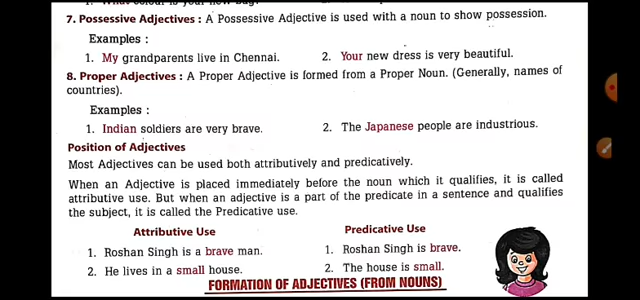 1. What colour is your new bag?
7. Possessive Adjectives : A Possessive Adjective is used with a noun to show possession.
Examples :
1. My grandparents live in Chennai. 2. Your new dress is very beautiful.
8. Proper Adjectives : A Proper Adjective is formed from a Proper Noun. (Generally, names of
countries).
Examples :
1. Indian soldiers are very brave. 2. The Japanese people are industrious.
Position of Adjectives
Most Adjectives can be used both attributively and predicatively.
When an Adjective is placed immediately before the noun which it qualifies, it is called
attributive use. But when an adjective is a part of the predicate in a sentence and qualifies
the subject, it is called the Predicative use.
Attributive Use Predicative Use
1. Roshan Singh is a brave man. 1. Roshan Singh is brave.
2. He lives in a small house. 2. The house is small.
FORMATION OF ADJECTIVES (FROM NOUNS)